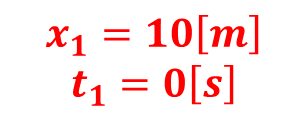 x₁ = 10[m]
t₁ = 0[s]